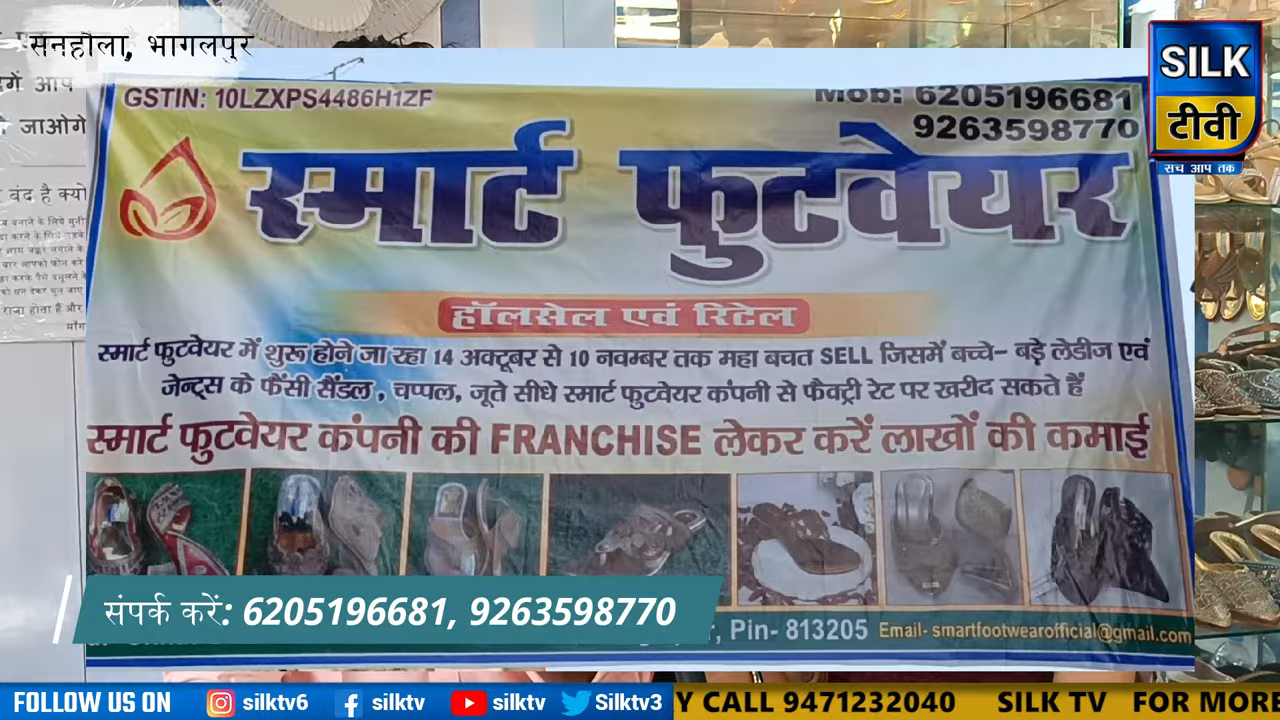 सनहौला, भागलपुर
SILK
टीवी
सच आप तक
आप
जाओगे
बंद है क्यों
GSTIN: 10LZXPS4486H1ZF
Mob: 6205196681
9263598770
स्मार्ट फुटवेयर
हॉलसेल एवं रिटेल
स्मार्ट फुटवेयर में शुरू होने जा रहा 14 अक्टूबर से 10 नवम्बर तक महा बचत SELL जिसमें बच्चे- बड़े लेडीज एवं
जेन्ट्स के फैंसी सैंडल , चप्पल, जूते सीधे स्मार्ट फुटवेयर कंपनी से फैक्ट्री रेट पर खरीद सकते हैं
स्मार्ट फुटवेयर कंपनी की FRANCHISE लेकर करें लाखों की कमाई
संपर्क करें: 6205196681, 9263598770
Pin- 813205 Email- smartfootwearofficial@gmail.com
FOLLOW US ON silktv6 silktv silktv Silktv3 Y CALL 9471232040 SILK TV FOR MORE